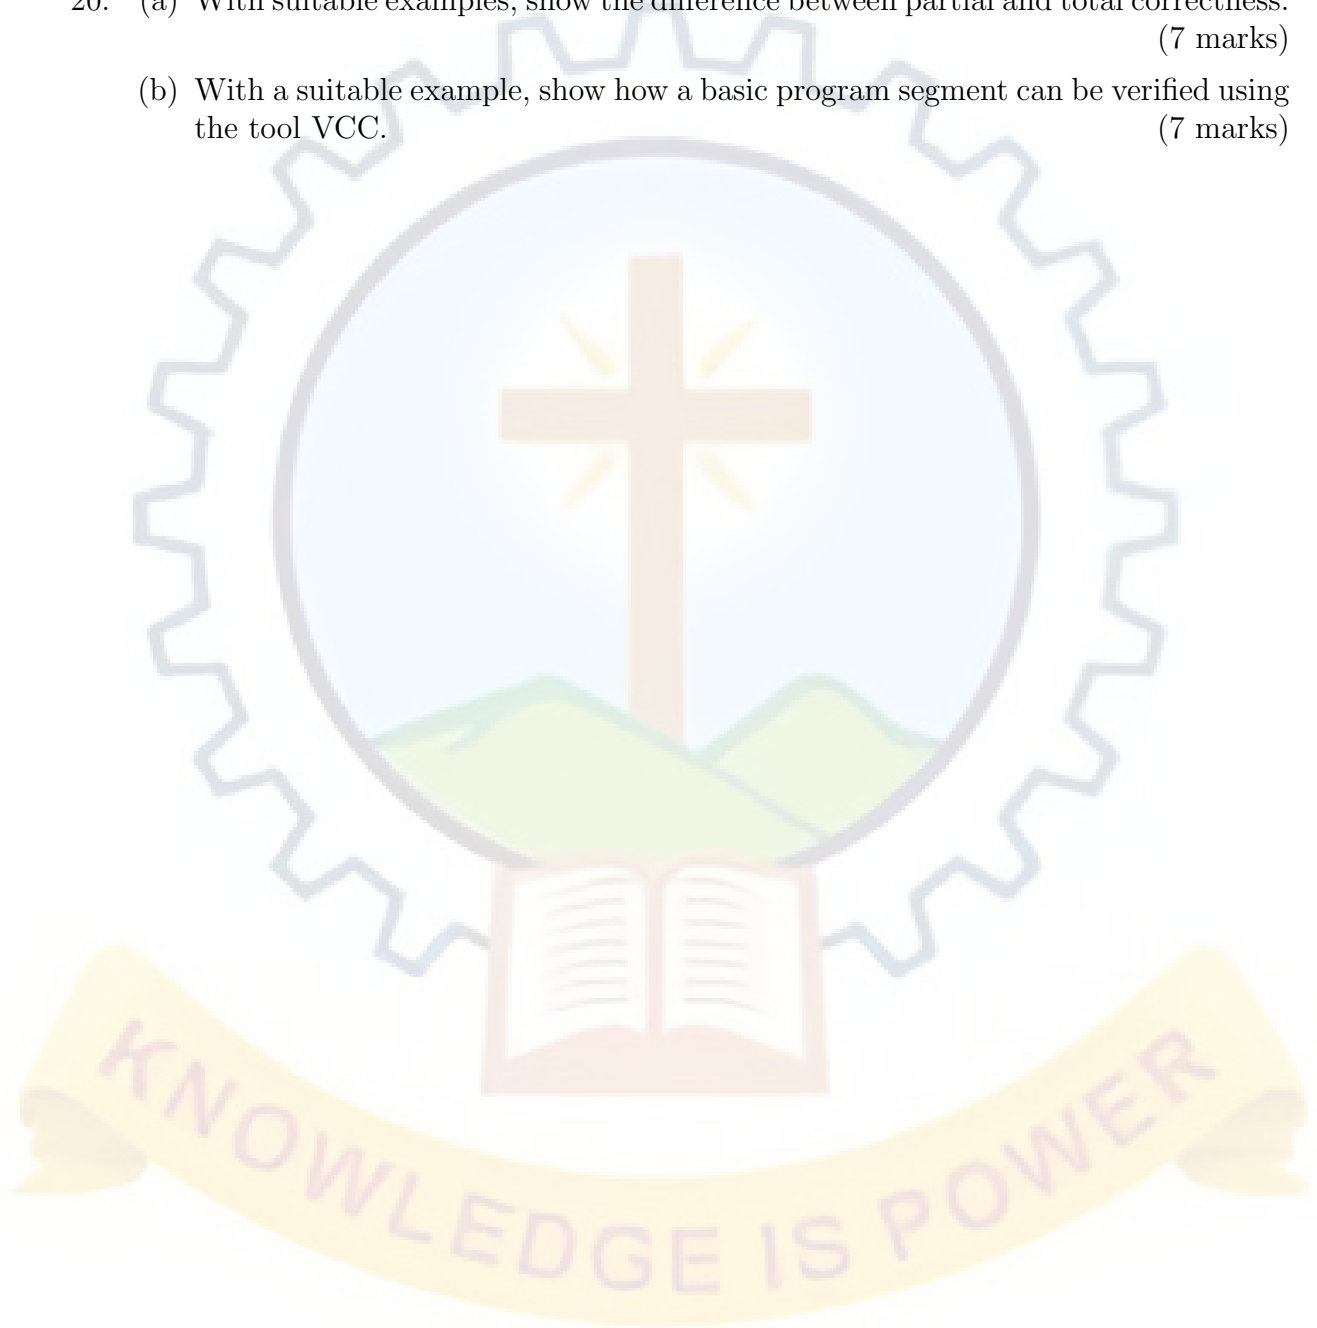 20. (a) With suitable examples, show the difference between partial and total correctness.
(7 marks)
(b) With a suitable example, show how a basic program segment can be verified using
the tool VCC. (7 marks)
KNOWLEDGE IS POWER